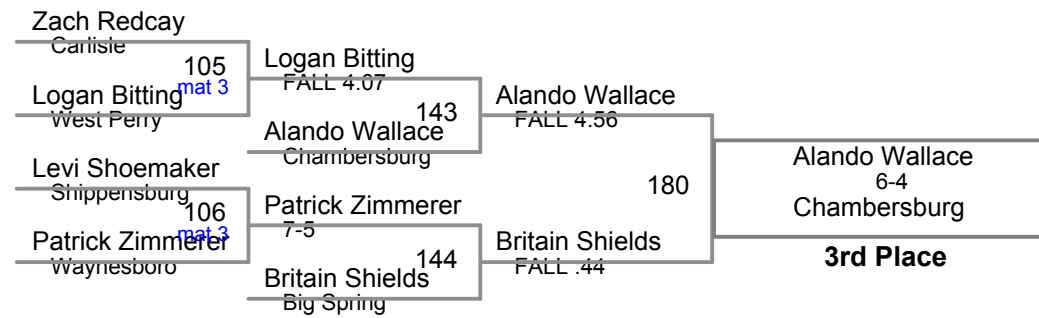 Zach Redcay
Carlisle
105
mat 3
Logan Bitting
West Perry
Levi Shoemaker
Shippensburg
106
mat 3
Patrick Zimmerer
Waynesboro
Logan Bitting
FALL 4:07
143
Alando Wallace
Chambersburg
Patrick Zimmerer
7-5
144
Britain Shields
Big Spring
Alando Wallace
FALL 4:56
180
Britain Shields
FALL :44
Alando Wallace
6-4
Chambersburg
3rd Place